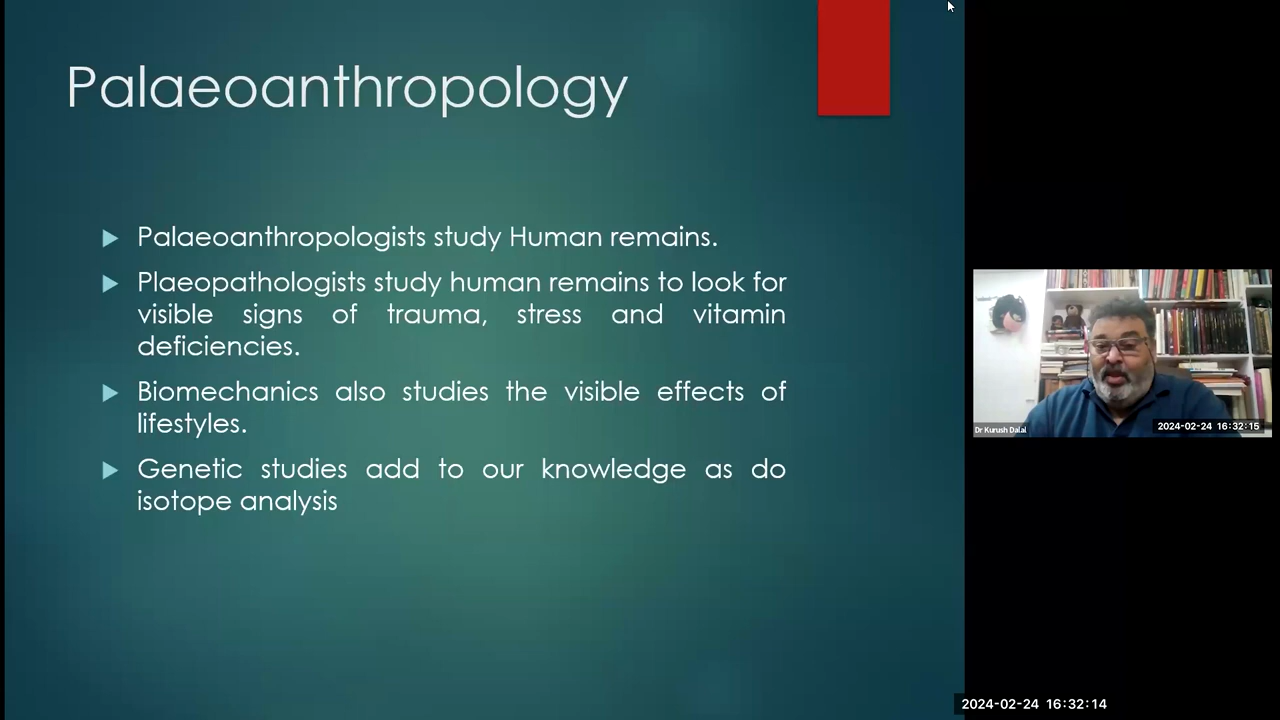 Palaeoanthropology
Palaeoanthropologists study Human remains.
Plaeopathologists study human remains to look for
visible signs of trauma, stress and vitamin
deficiencies.
Biomechanics also studies the visible effects of
lifestyles.
Genetic studies add to our knowledge as do
isotope analysis
Dr Kurush Dalal
2024-02-24 16:32:15
2024-02-24 16:32:14